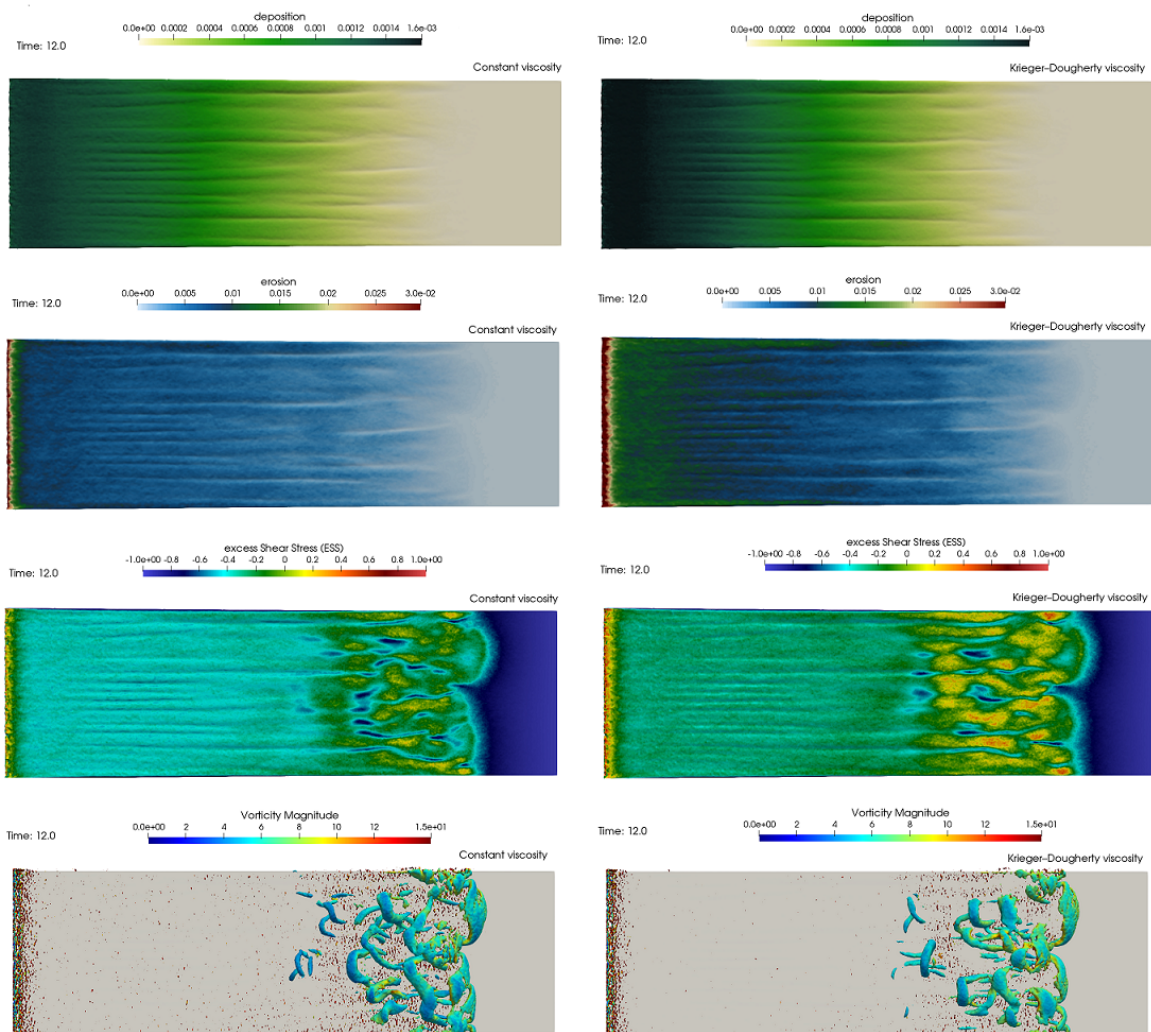 deposition
0.0e+00 0.0002 0.0004 0.0006 0.0008 0.001 0.0012 0.0014 1.6e-03
Time: 12.0
Constant viscosity
deposition
0.0e+00 0.0002 0.0004 0.0006 0.0008 0.001 0.0012 0.0014 1.6e-03
Time: 12.0
Krieger–Dougherty viscosity
erosion
0.0e+00 0.005 0.01 0.015 0.02 0.025 3.0e-02
Time: 12.0
Constant viscosity
erosion
0.0e+00 0.005 0.01 0.015 0.02 0.025 3.0e-02
Time: 12.0
Krieger–Dougherty viscosity
excess Shear Stress (ESS)
-1.0e+00 -0.8 -0.6 -0.4 -0.2 0 0.2 0.4 0.6 0.8 1.0e+00
Time: 12.0
Constant viscosity
excess Shear Stress (ESS)
-1.0e+00 -0.8 -0.6 -0.4 -0.2 0 0.2 0.4 0.6 0.8 1.0e+00
Time: 12.0
Krieger–Dougherty viscosity
Vorticity Magnitude
0.0e+00 2 4 6 8 10 12 1.5e+01
Time: 12.0
Constant viscosity
Vorticity Magnitude
0.0e+00 2 4 6 8 10 12 1.5e+01
Time: 12.0
Krieger–Dougherty viscosity